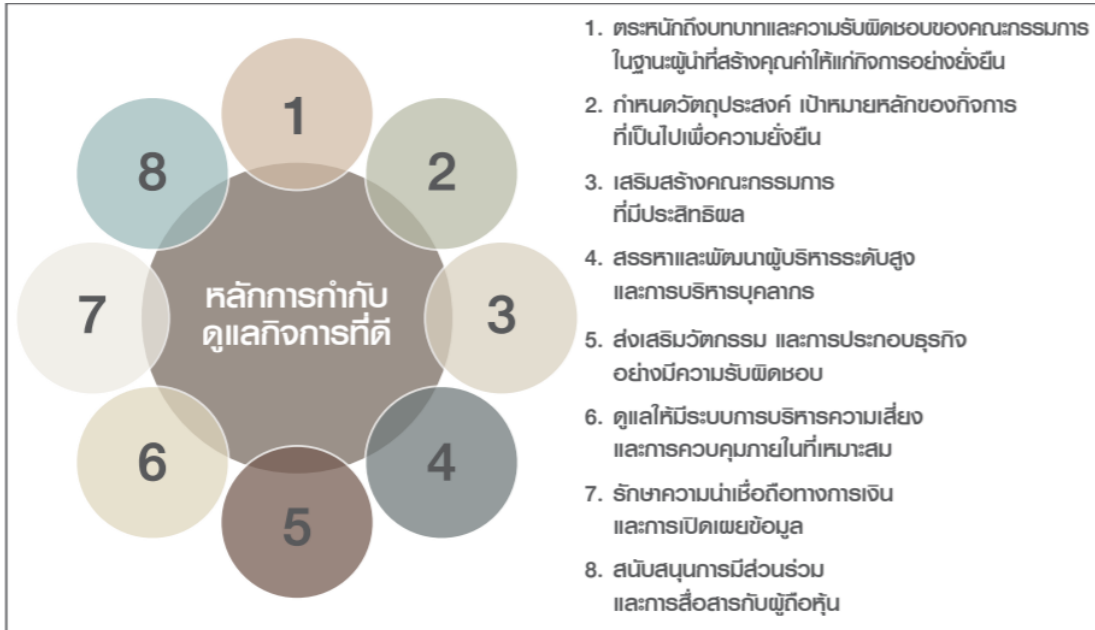 1
2
3
4
5
6
7
8
หลักการกำกับ
ดูแลกิจการที่ดี
1. ตระหนักถึงบทบาทและความรับผิดชอบของคณะกรรมการ
ในฐานะผู้นำที่สร้างคุณค่าให้แก่กิจการอย่างยั่งยืน
2. กำหนดวัตถุประสงค์ เป้าหมายหลักของกิจการ
ที่เป็นไปเพื่อความยั่งยืน
3. เสริมสร้างคณะกรรมการ
ที่มีประสิทธิผล
4. สรรหาและพัฒนาผู้บริหารระดับสูง
และการบริหารบุคลากร
5. ส่งเสริมวัตกรรม และการประกอบธุรกิจ
อย่างมีความรับผิดชอบ
6. ดูแลให้มีระบบการบริหารความเสี่ยง
และการควบคุมภายในที่เหมาะสม
7. รักษาความน่าเชื่อถือทางการเงิน
และการเปิดเผยข้อมูล
8. สนับสนุนการมีส่วนร่วม
และการสื่อสารกับผู้ถือหุ้น